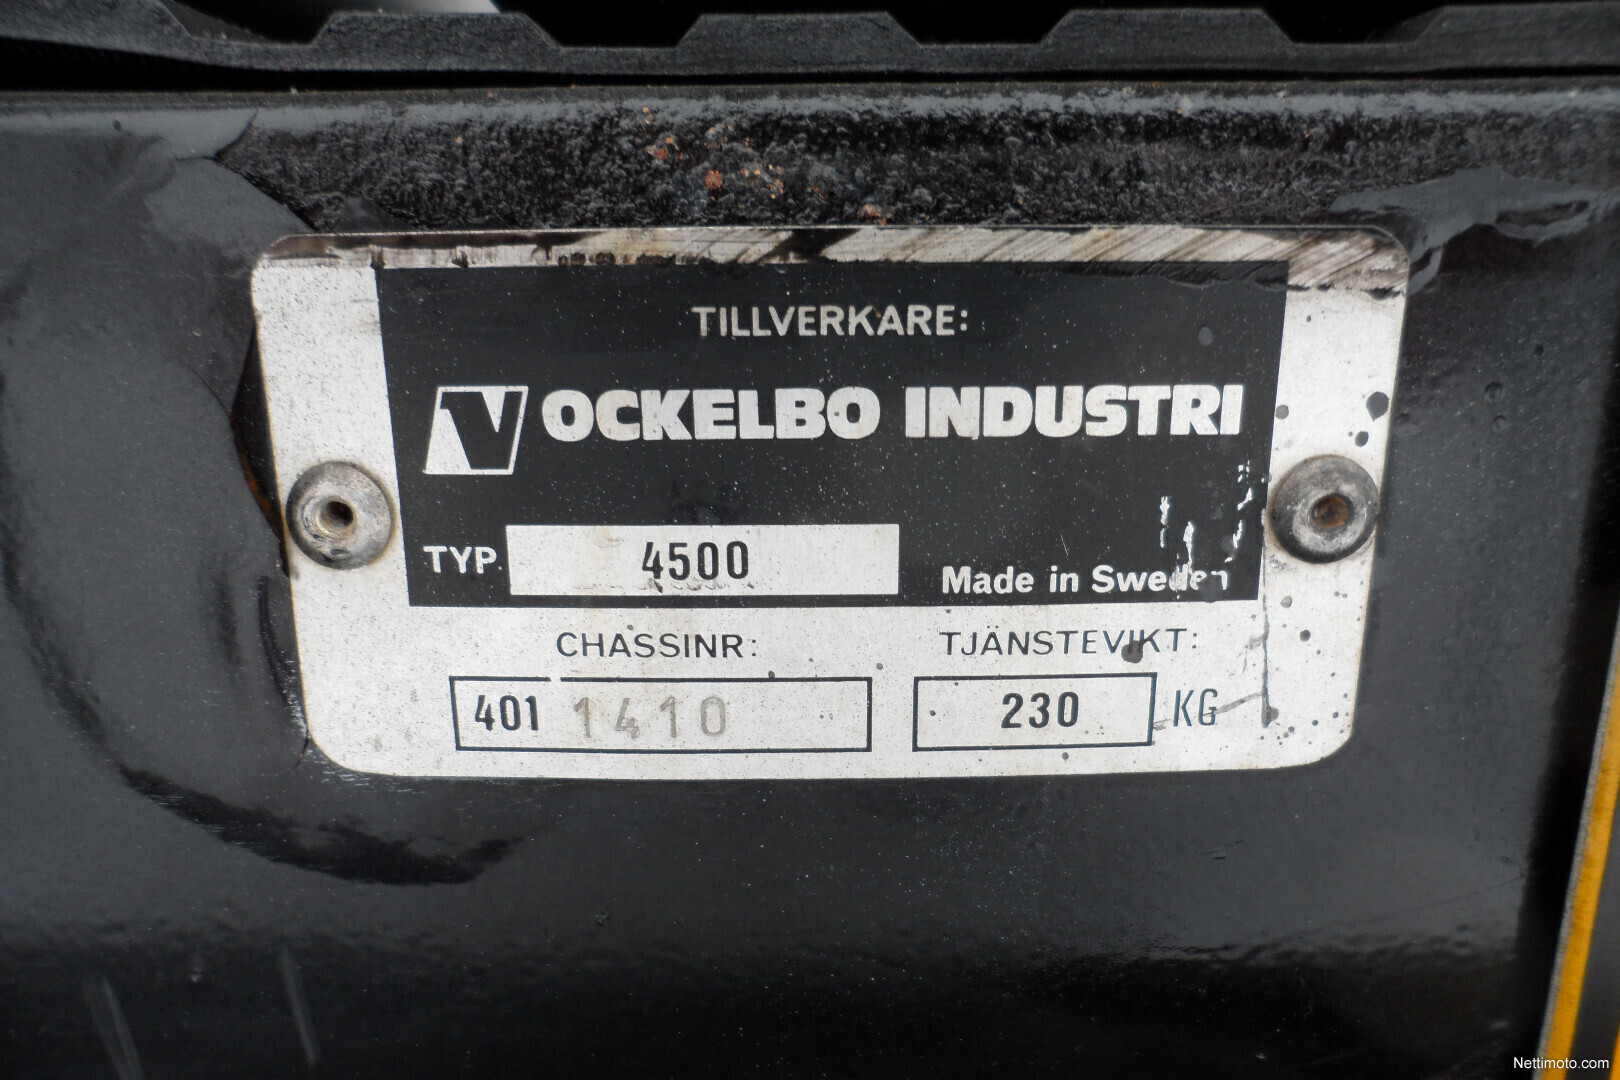 TILLVERKARE:
VOCKELBO INDUSTRI
TYP 4500
Made in Sweden
CHASSINR: TJÄNSTEVIKT:
401 1410 230 KG
Nettimoto.com